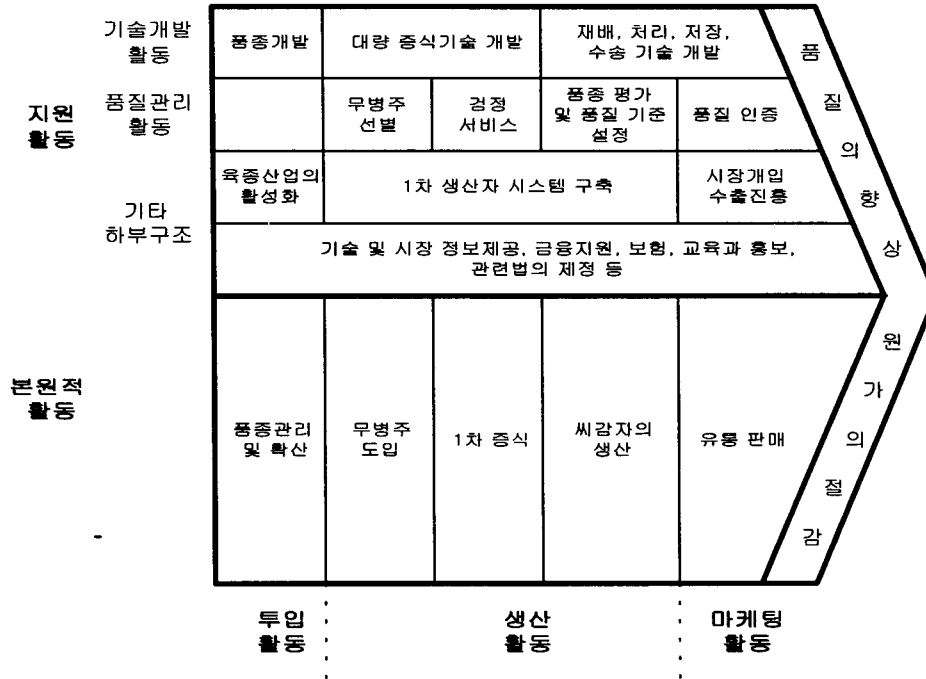 기술개발
활동
품종개발
대량 증식기술 개발
재배, 처리, 저장,
수송 기술 개발
지원
활동
품질관리
활동
무병주
선별
검정
서비스
품종 평가
및 품질 기준
설정
품질 인증
기타
하부구조
육종산업의
활성화
1차 생산자 시스템 구축
시장개입
수출진흥
기술 및 시장 정보제공, 금융지원, 보험, 교육과 홍보,
관련법의 제정 등
품질의향상
본원적
활동
품종관리
및 확산
무병주
도입
1차 증식
씨감자의
생산
유통 판매
원가의절감
투입
활동
생산
활동
마케팅
활동